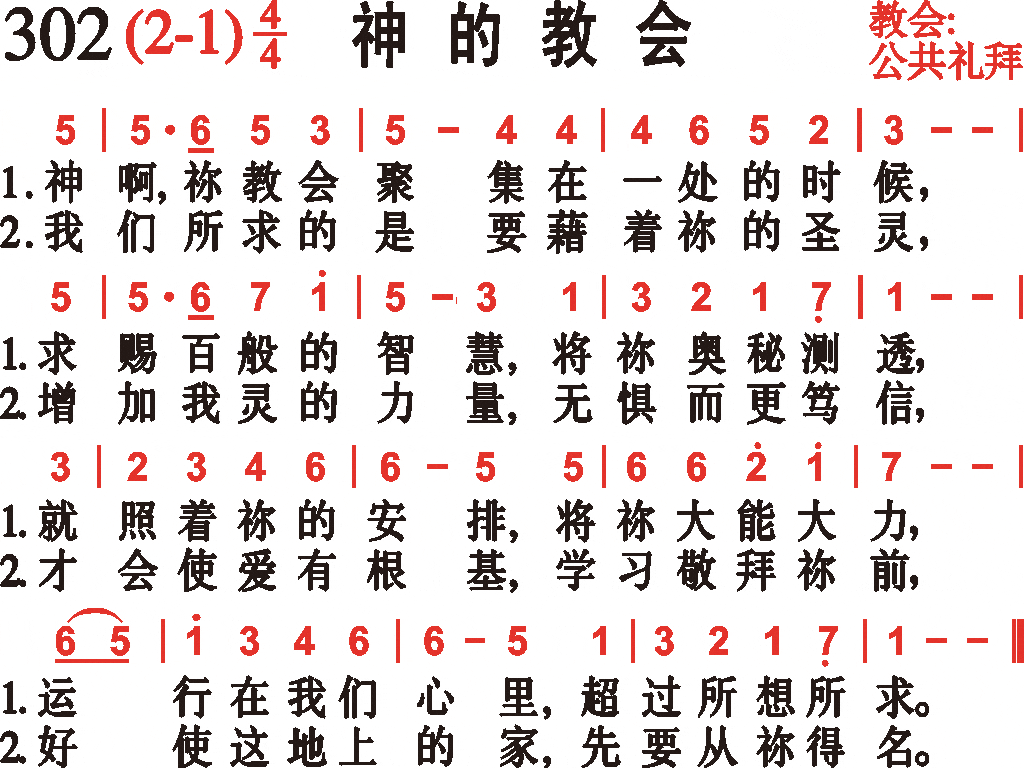 302 (2-1) 4/4 神的教会 教会:
公共礼拜
5 | 5·6 5 3 | 5 – 4 4 | 4 6 5 2 | 3 – – |
1.神啊,祢教会聚集在一处的时候,
2.我们所求的是要藉着祢的圣灵,
5 | 5·6 7 1̇ | 5 – 3 1 | 3 2 1 7̣ | 1 – – |
1.求赐百般的智慧,将祢奥秘测透,
2.增加我灵的力量,无惧而更笃信,
3 | 2 3 4 6 | 6 – 5 5 | 6 6 2̇ 1̇ | 7 – – |
1.就照着祢的安排,将祢大能大力,
2.才会使爱有根基,学习敬拜祢前,
6 5 | 1̇ 3 4 6 | 6 – 5 1 | 3 2 1 7̣ | 1 – – ‖
1.运行在我们心里,超过所想所求。
2.好使这地上的家,先要从祢得名。